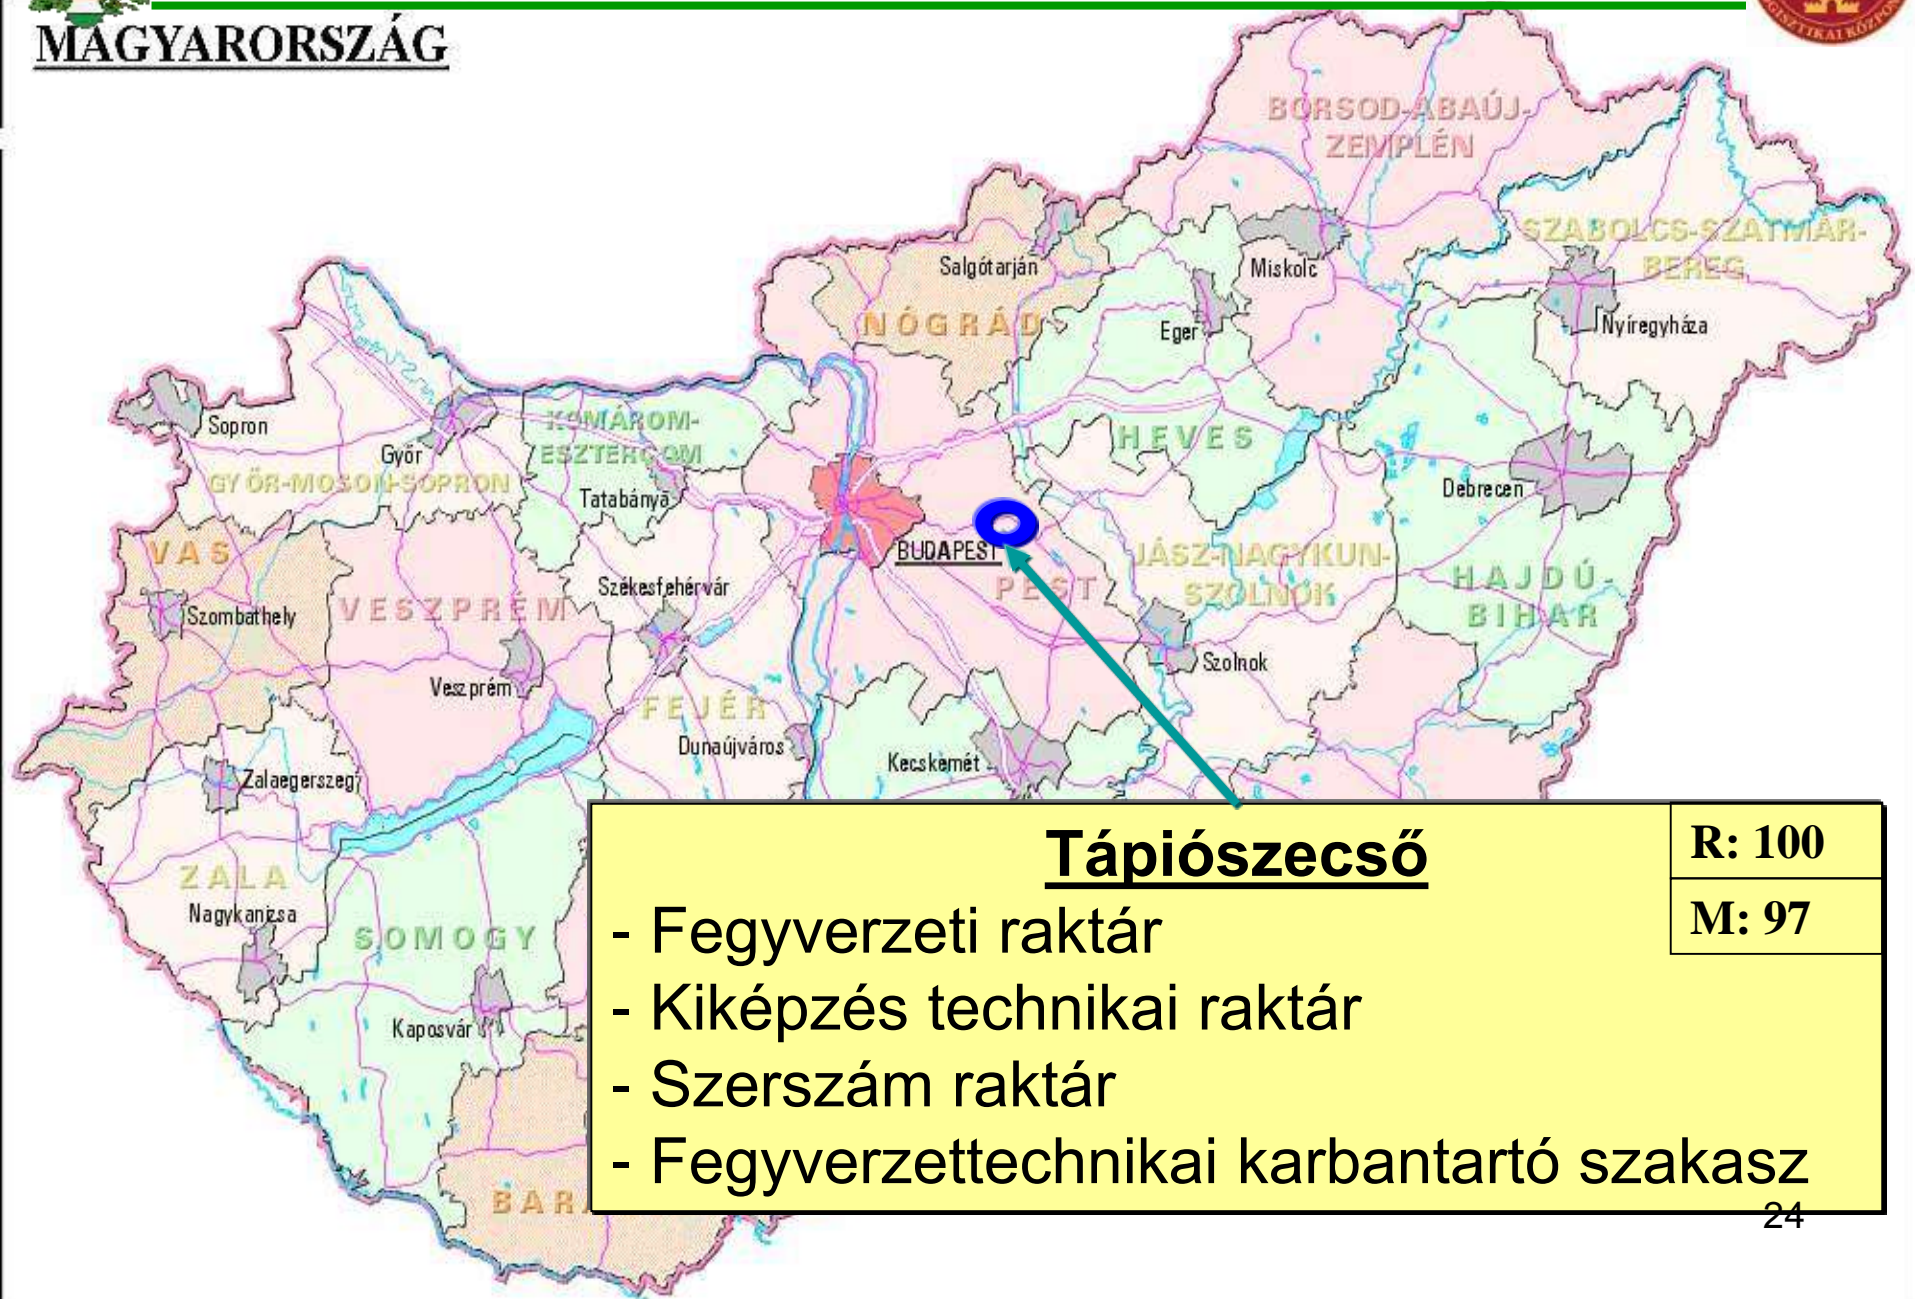 MAGYARORSZÁG
BORSOD-ABAÚJ-
ZEMPLÉN
SZABOLCS-SZATMÁR-
BEREG
Salgótarján
Miskolc
NÓGRÁD
Eger
Nyíregyháza
Sopron
Győr
KOMÁROM-
ESZTERGOM
HEVES
GYŐR-MOSON-SOPRON
Tatabánya
Debrecen
VAS
BUDAPEST
JÁSZ-NAGYKUN-
SZOLNOK
PEST
HAJDÚ-
BIHAR
Székesfehérvár
VESZPRÉM
Szombathely
Szolnok
Veszprém
FEJÉR
Dunaújváros
Kecskemét
Zalaegerszeg
ZALA
Nagykanizsa
SOMOGY
Kaposvár
BAR
Tápiószecső
R: 100
M: 97
- Fegyverzeti raktár
- Kiképzés technikai raktár
- Szerszám raktár
- Fegyverzettechnikai karbantartó szakasz
24